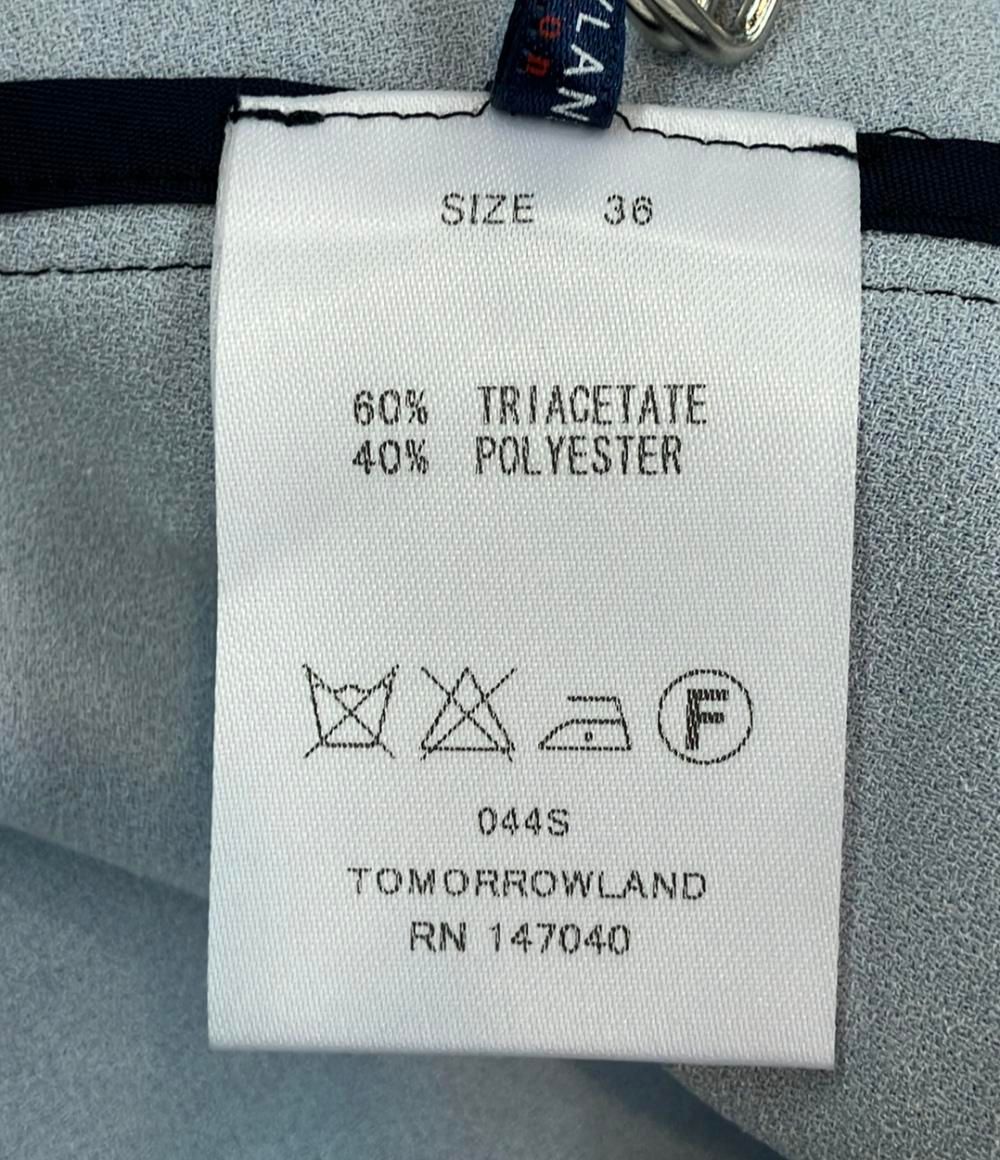 SIZE 36
60% TRIACETATE
40% POLYESTER
F
044S
TOMORROWLAND
RN 147040